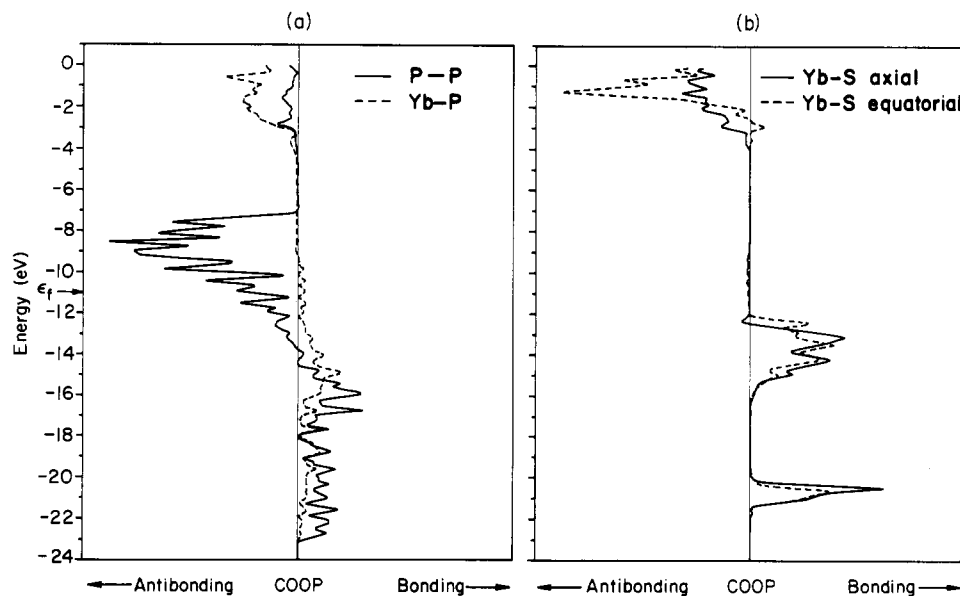 (a)
(b)
P–P
Yb–P
Yb–S axial
Yb–S equatorial
0
-2
-4
-6
-8
-10
-12
-14
-16
-18
-20
-22
-24
Energy (eV)
εf
Antibonding COOP Bonding
Antibonding COOP Bonding